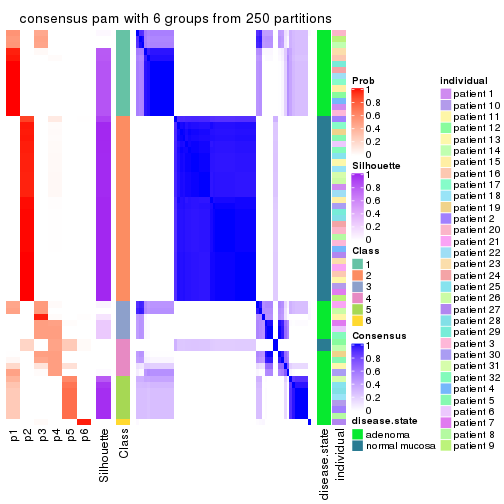 consensus pam with 6 groups from 250 partitions
p1
p2
p3
p4
p5
p6
Silhouette
Class
disease.state
individual
Prob
1
0.8
0.6
0.4
0.2
0
Silhouette
1
0.8
0.6
0.4
0.2
0
Class
1
2
3
4
5
6
Consensus
1
0.8
0.6
0.4
0.2
0
disease.state
adenoma
normal mucosa
individual
patient 1
patient 10
patient 11
patient 12
patient 13
patient 14
patient 15
patient 16
patient 17
patient 18
patient 19
patient 2
patient 20
patient 21
patient 22
patient 23
patient 24
patient 25
patient 26
patient 27
patient 28
patient 29
patient 3
patient 30
patient 31
patient 32
patient 4
patient 5
patient 6
patient 7
patient 8
patient 9